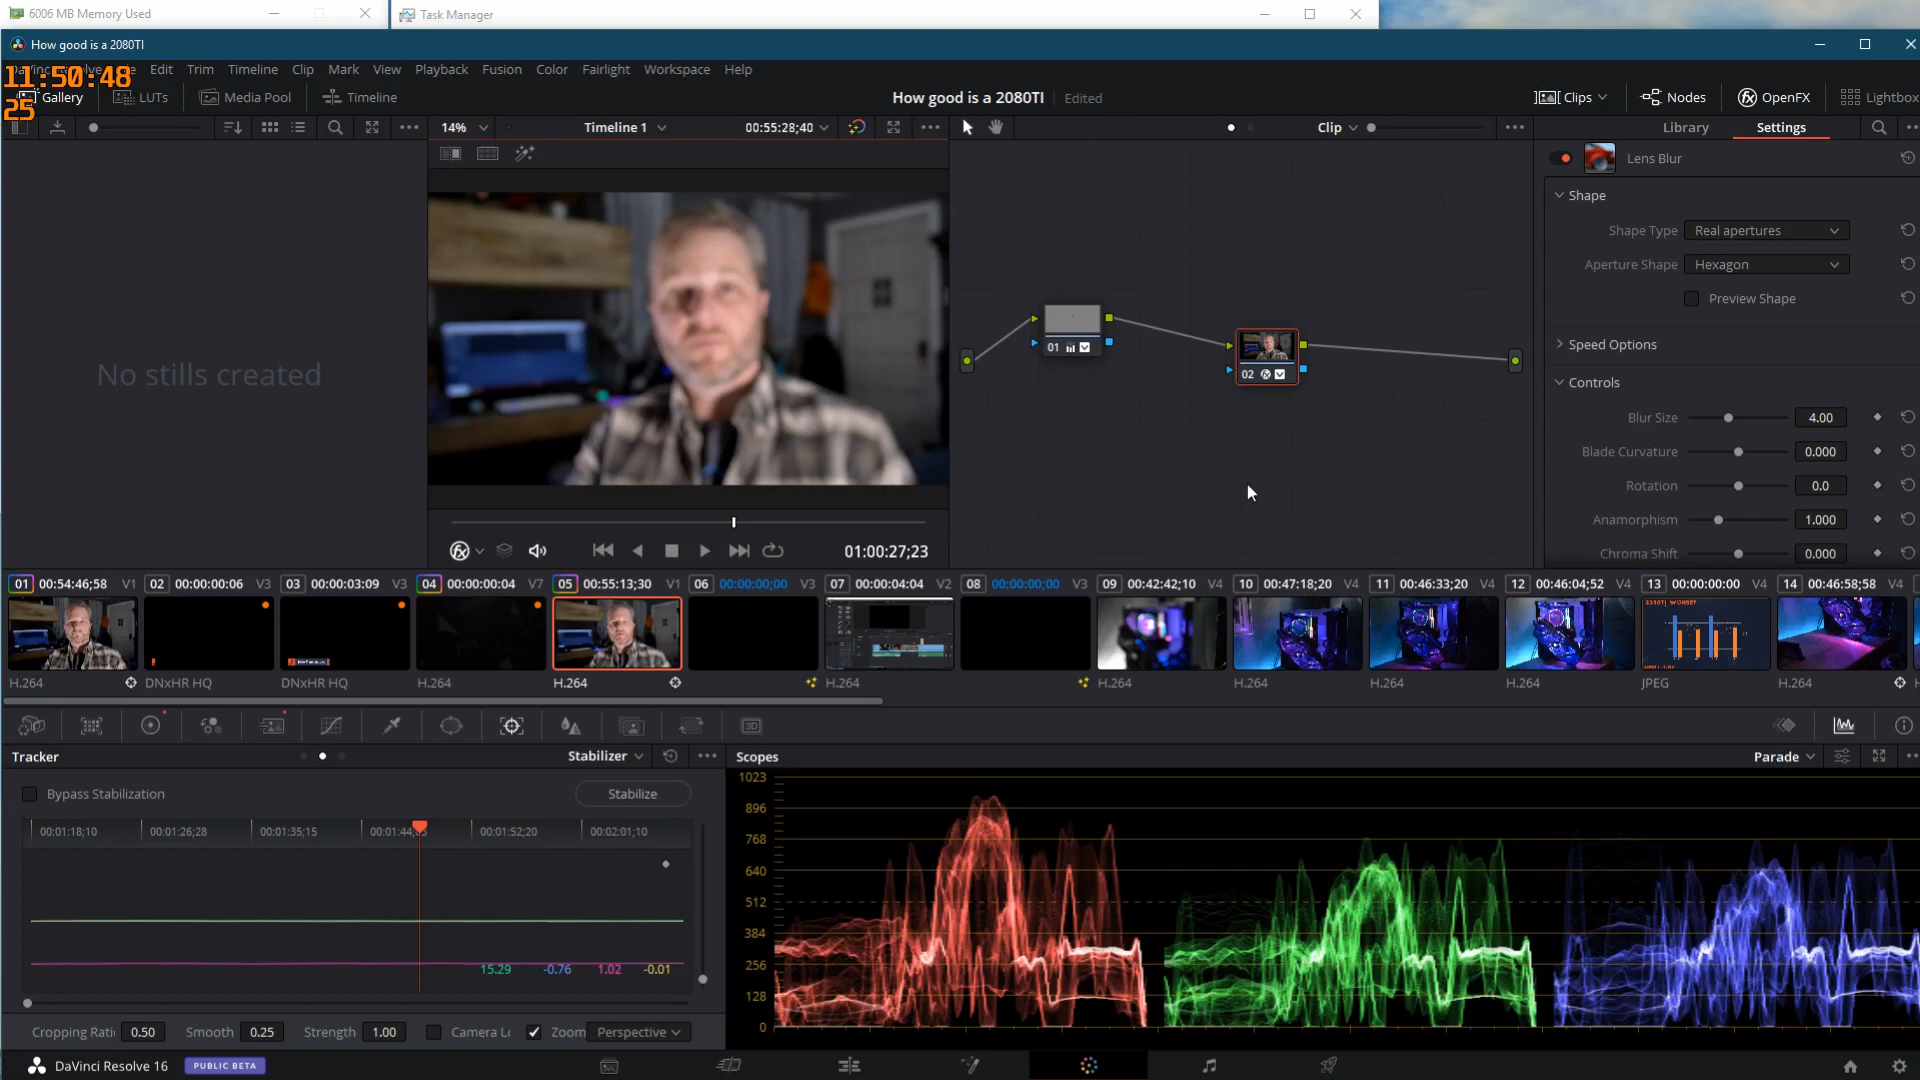 6006 MB Memory Used
Task Manager
How good is a 2080TI
11:50:48
25
Edit Trim Timeline Clip Mark View Playback Fusion Color Fairlight Workspace Help
Gallery LUTs Media Pool Timeline
How good is a 2080TI Edited
Clips Nodes OpenFX Lightbox
14% Timeline 1 00:55:28;40
Clip
Library Settings
Lens Blur
Shape
Shape Type Real apertures
Aperture Shape Hexagon
Preview Shape
Speed Options
Controls
Blur Size 4.00
Blade Curvature 0.000
Rotation 0.0
Anamorphism 1.000
Chroma Shift 0.000
No stills created
01
02
01:00:27;23
01 00:54:46;58 V1 02 00:00:00:06 V3 03 00:00:03:09 V3 04 00:00:00:04 V7 05 00:55:13;30 V1 06 00:00:00;00 V3 07 00:00:04:04 V2 08 00:00:00;00 V3 09 00:42:42;10 V4 10 00:47:18;20 V4 11 00:46:33;20 V4 12 00:46:04;52 V4 13 00:00:00:00 V4 14 00:46:58;58 V4
H.264 DNxHR HQ DNxHR HQ H.264 H.264 H.264 H.264 H.264 H.264 H.264 JPEG H.264
Tracker Stabilizer
Bypass Stabilization Stabilize
00:01:18;10 00:01:26;28 00:01:35;15 00:01:44; 00:01:52;20 00:02:01;10
15.29 -0.76 1.02 -0.01
Cropping Rati 0.50 Smooth 0.25 Strength 1.00 Camera Lo Zoom Perspective
Scopes Parade
1023
896
768
640
512
384
256
128
0
3D
DaVinci Resolve 16 PUBLIC BETA